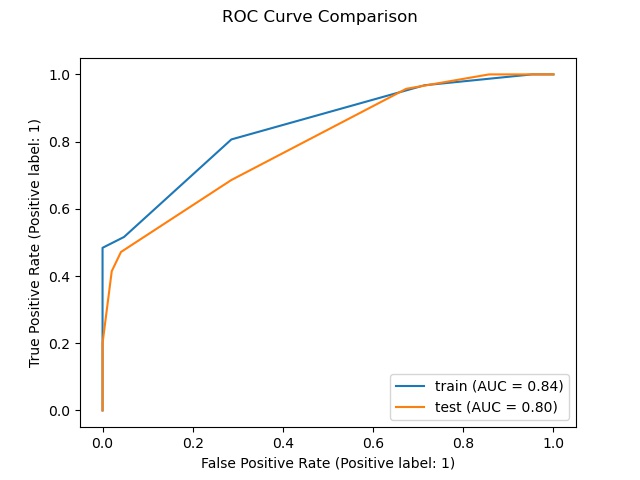 ROC Curve Comparison
True Positive Rate (Positive label: 1)
1.0
0.8
0.6
0.4
0.2
0.0
train (AUC = 0.84)
test (AUC = 0.80)
0.0 0.2 0.4 0.6 0.8 1.0
False Positive Rate (Positive label: 1)